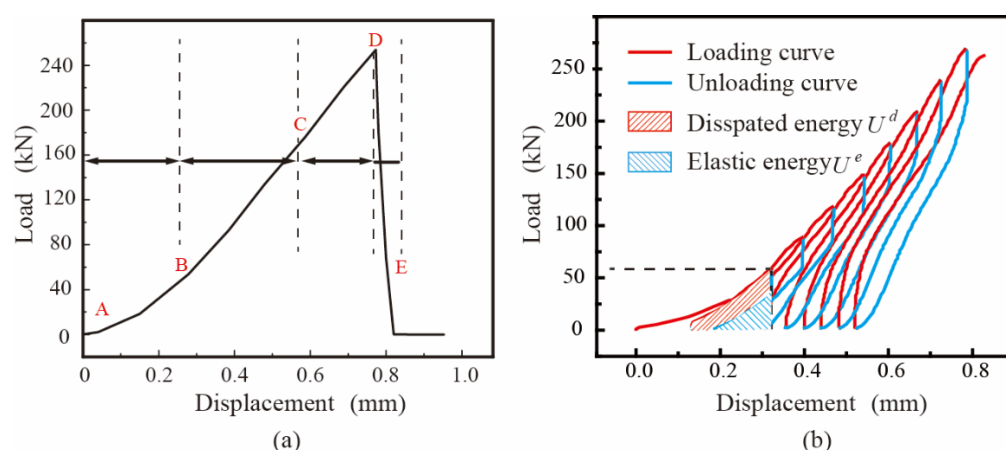 240
200
160
120
80
40
0
Load (kN)
A
B
C
D
E
0
0.2
0.4
0.6
0.8
1.0
Displacement (mm)
(a)
250
200
150
100
50
0
Load (kN)
Loading curve
Unloading curve
Disspated energy U^d
Elastic energyU^e
0.0
0.2
0.4
0.6
0.8
Displacement (mm)
(b)